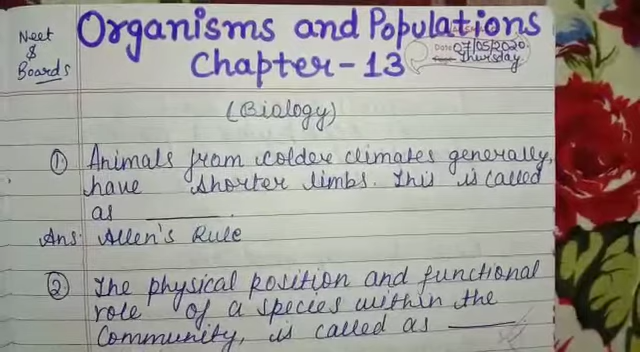 Neet
&
Boards
Organisms and Populations
Chapter-13
Date 07/05/2020
Thursday
(Biology)
① Animals from colder climates generally,
have shorter limbs. This is called
as ______.
Ans: Allen's Rule
② The physical position and functional
role of a species within the
Community, is called as ______